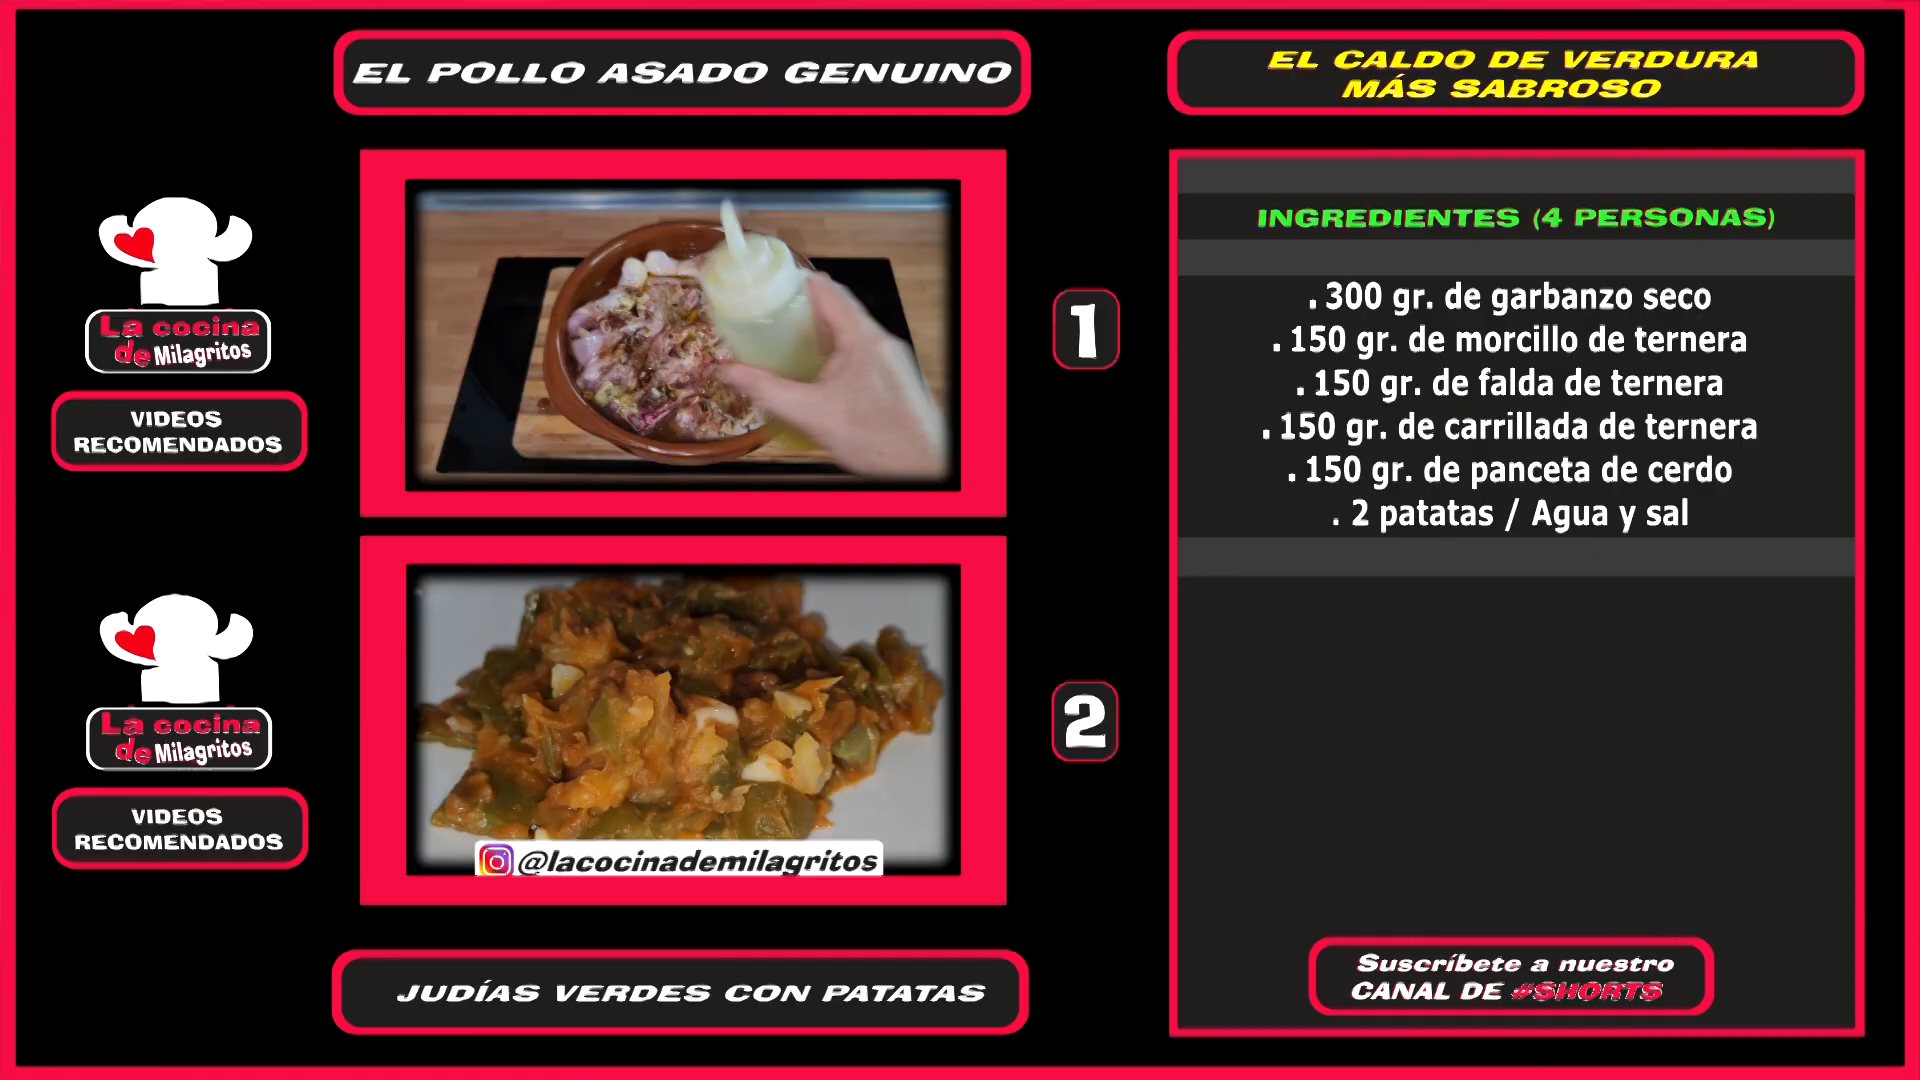 EL POLLO ASADO GENUINO
EL CALDO DE VERDURA
MÁS SABROSO
La cocina
de Milagritos
VIDEOS
RECOMENDADOS
1
INGREDIENTES (4 PERSONAS)
. 300 gr. de garbanzo seco
. 150 gr. de morcillo de ternera
. 150 gr. de falda de ternera
. 150 gr. de carrillada de ternera
. 150 gr. de panceta de cerdo
. 2 patatas / Agua y sal
La cocina
de Milagritos
VIDEOS
RECOMENDADOS
2
@lacocinademilagritos
JUDÍAS VERDES CON PATATAS
Suscríbete a nuestro
CANAL DE #SHORTS